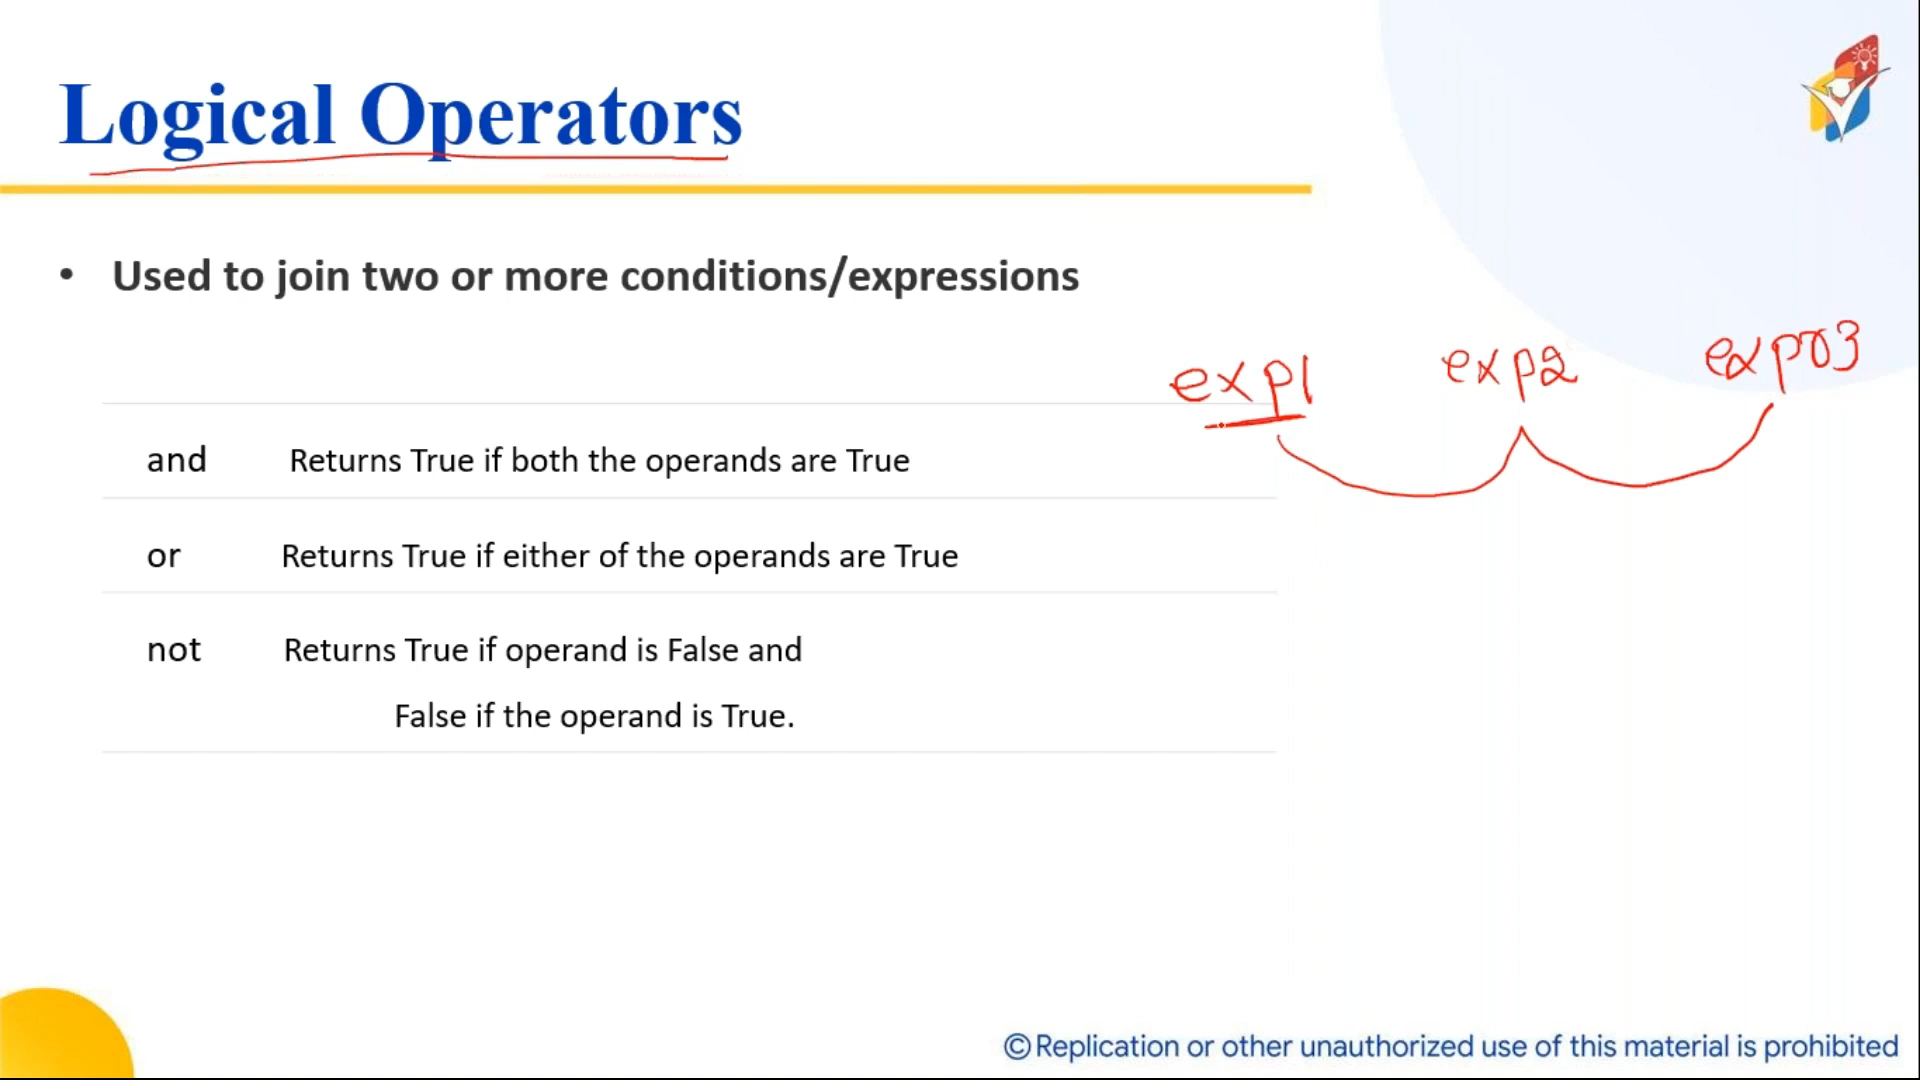 Logical Operators
• Used to join two or more conditions/expressions
exp1 exp2 expr3
and Returns True if both the operands are True
or Returns True if either of the operands are True
not Returns True if operand is False and
False if the operand is True.
©Replication or other unauthorized use of this material is prohibited